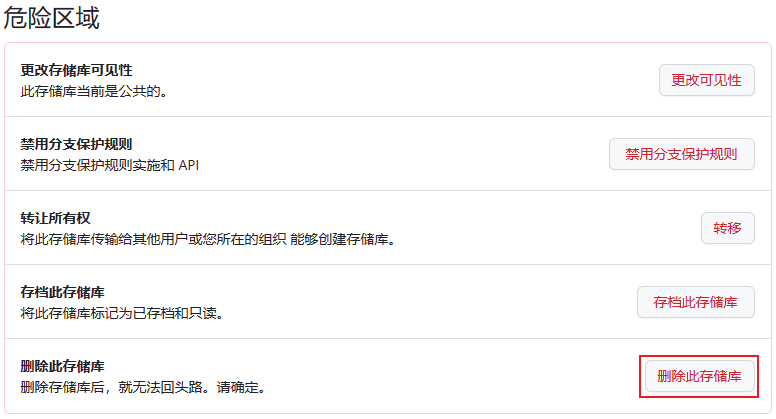 危险区域
更改存储库可见性
此存储库当前是公共的。
更改可见性
禁用分支保护规则
禁用分支保护规则实施和 API
禁用分支保护规则
转让所有权
将此存储库传输给其他用户或您所在的组织 能够创建存储库。
转移
存档此存储库
将此存储库标记为已存档和只读。
存档此存储库
删除此存储库
删除存储库后，就无法回头路。请确定。
删除此存储库